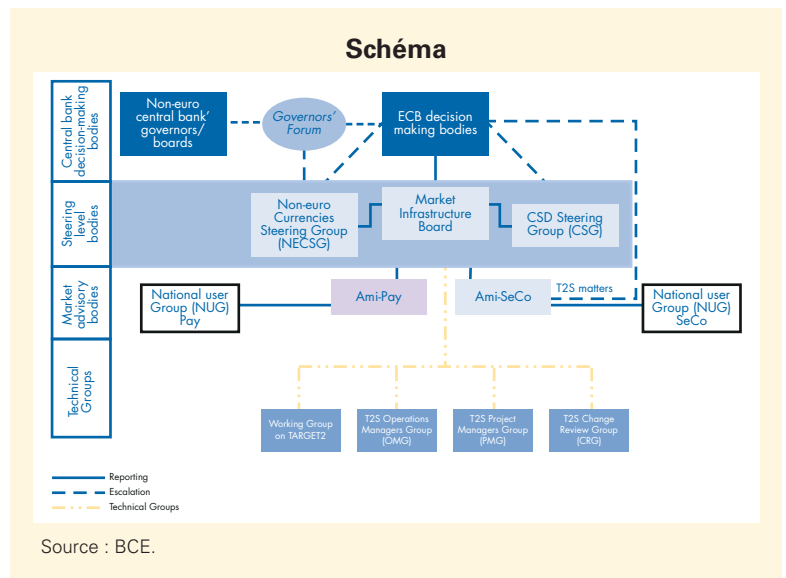 Schéma
Central bank
decision-making
bodies
Non-euro
central bank'
governors/
boards
Governors'
Forum
ECB decision
making bodies
Steering
level
bodies
Non-euro
Currencies
Steering Group
(NECSG)
Market
Infrastructure
Board
CSD Steering
Group (CSG)
Market
advisory
bodies
National user
Group (NUG)
Pay
Ami-Pay
Ami-SeCo
T2S matters
National user
Group (NUG)
SeCo
Technical
Groups
Working Group
on TARGET2
T2S Operations
Managers Group
(OMG)
T2S Project
Managers Group
(PMG)
T2S Change
Review Group
(CRG)
Reporting
Escalation
Technical Groups
Source : BCE.